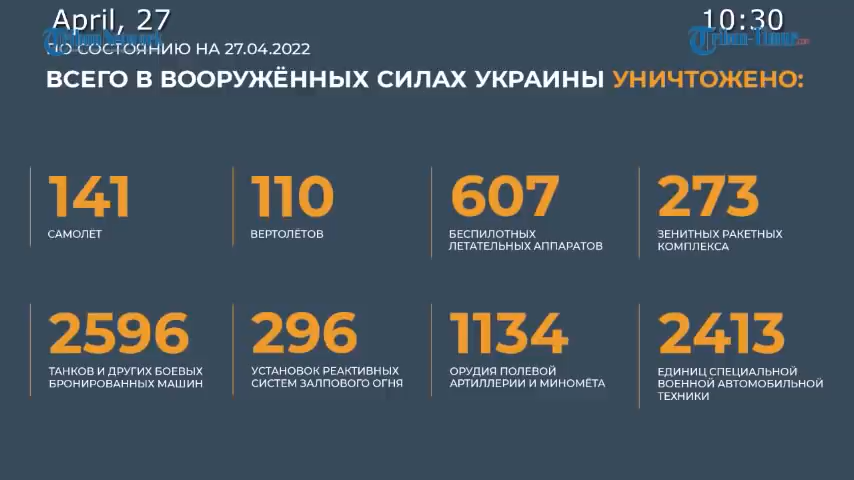 April, 27
10:30
ПО СОСТОЯНИЮ НА 27.04.2022
ВСЕГО В ВООРУЖЁННЫХ СИЛАХ УКРАИНЫ УНИЧТОЖЕНО:
141
САМОЛЁТ
110
ВЕРТОЛЁТОВ
607
БЕСПИЛОТНЫХ
ЛЕТАТЕЛЬНЫХ АППАРАТОВ
273
ЗЕНИТНЫХ РАКЕТНЫХ
КОМПЛЕКСА
2596
ТАНКОВ И ДРУГИХ БОЕВЫХ
БРОНИРОВАННЫХ МАШИН
296
УСТАНОВОК РЕАКТИВНЫХ
СИСТЕМ ЗАЛПОВОГО ОГНЯ
1134
ОРУДИЯ ПОЛЕВОЙ
АРТИЛЛЕРИИ И МИНОМЁТА
2413
ЕДИНИЦ СПЕЦИАЛЬНОЙ
ВОЕННОЙ АВТОМОБИЛЬНОЙ
ТЕХНИКИ